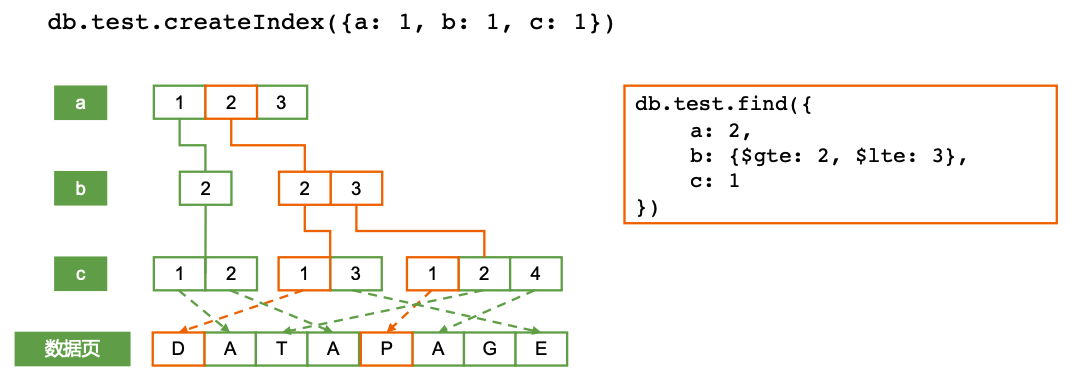 db.test.createIndex({a: 1, b: 1, c: 1})
a
1 2 3
db.test.find({
a: 2,
b: {$gte: 2, $lte: 3},
c: 1
})
b
2 2 3
c
1 2 1 3 1 2 4
数据页
D A T A P A G E